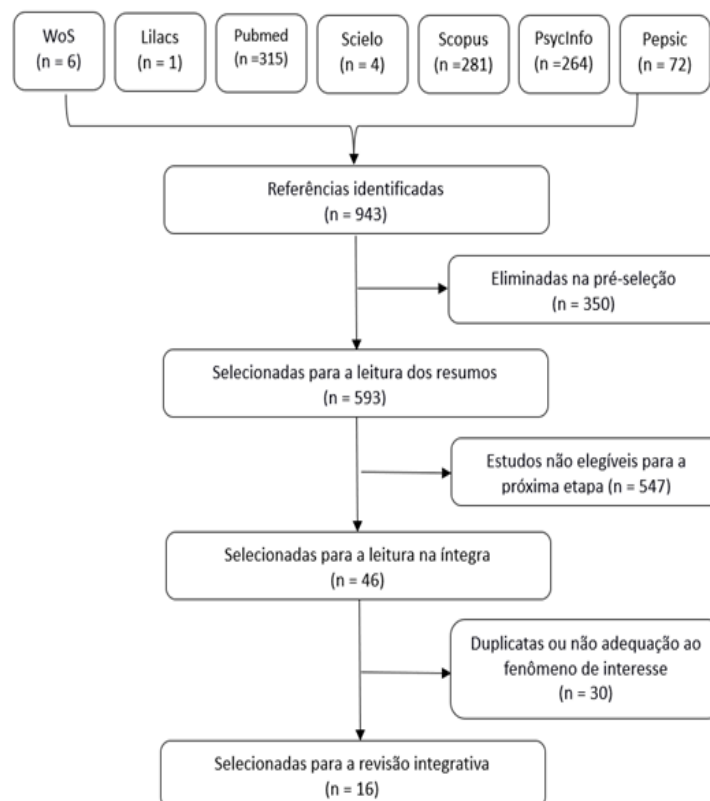 WoS
(n = 6)
Lilacs
(n = 1)
Pubmed
(n =315)
Scielo
(n = 4)
Scopus
(n =281)
PsycInfo
(n =264)
Pepsic
(n = 72)
Referências identificadas
(n = 943)
Eliminadas na pré-seleção
(n = 350)
Selecionadas para a leitura dos resumos
(n = 593)
Estudos não elegíveis para a
próxima etapa (n = 547)
Selecionadas para a leitura na íntegra
(n = 46)
Duplicatas ou não adequação ao
fenômeno de interesse
(n = 30)
Selecionadas para a revisão integrativa
(n = 16)